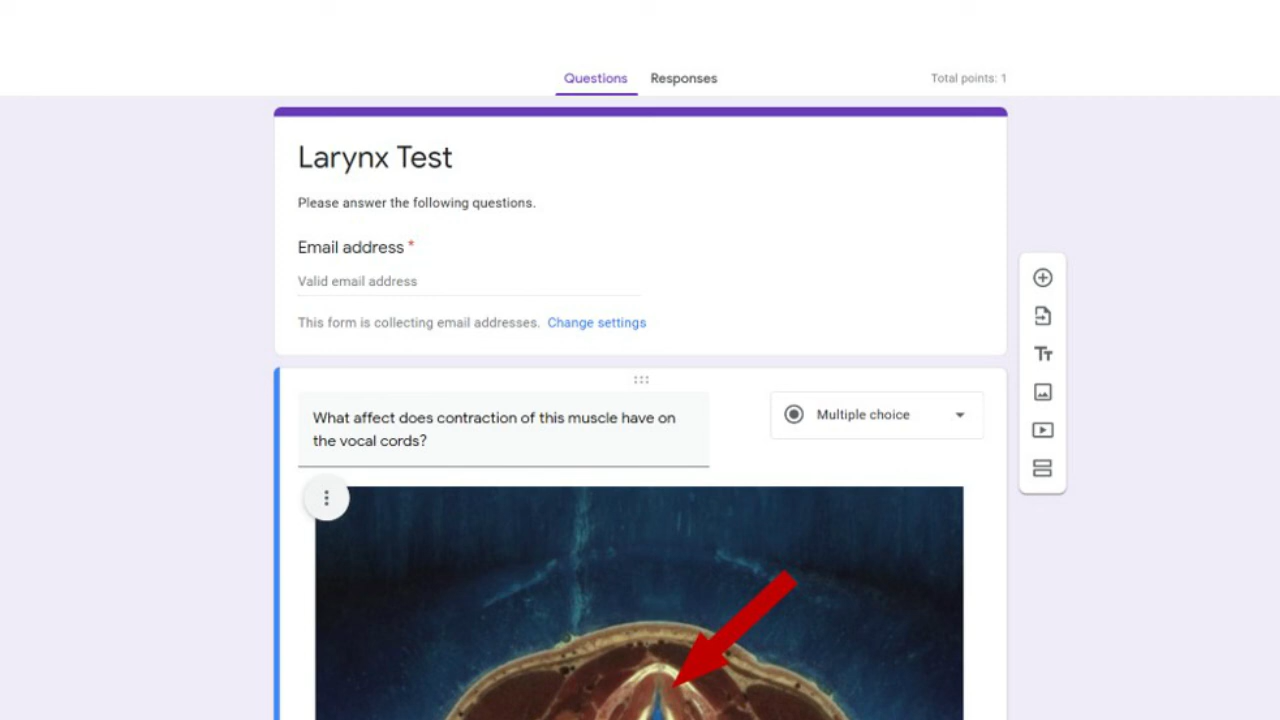 Questions Responses Total points: 1
Larynx Test
Please answer the following questions.
Email address *
Valid email address
This form is collecting email addresses. Change settings
What affect does contraction of this muscle have on
the vocal cords?
Multiple choice
Tт